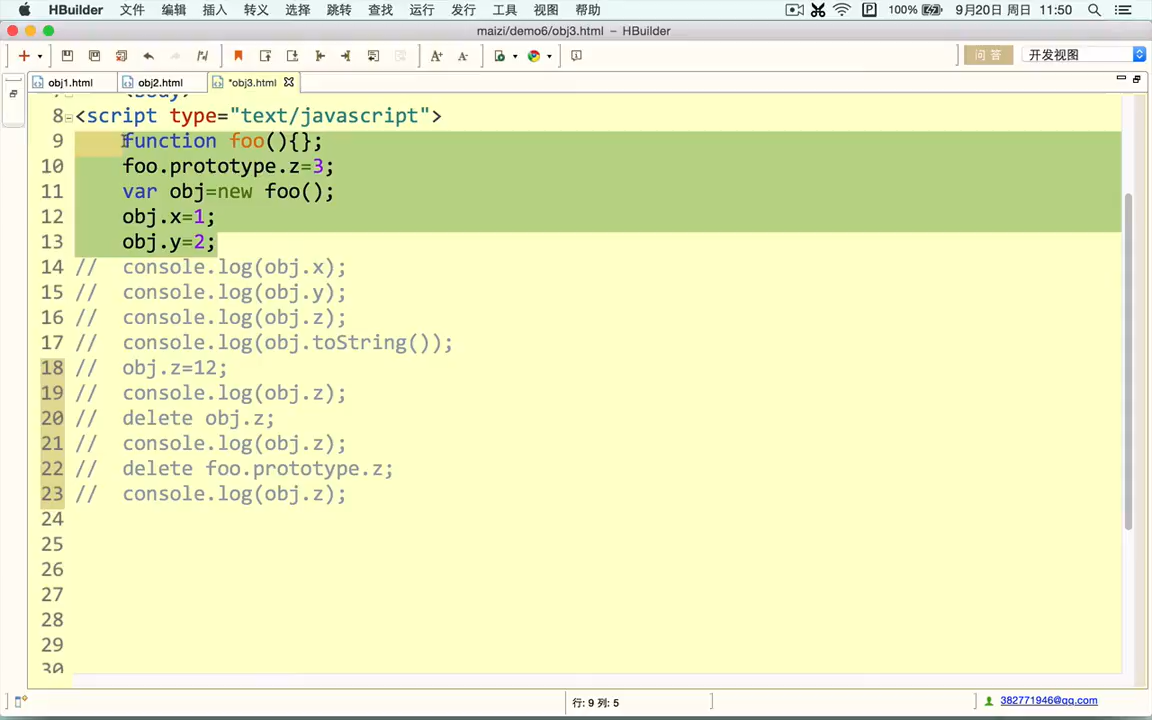 HBuilder 文件 编辑 插入 转义 选择 跳转 查找 运行 发行 工具 视图 帮助 100% 9月20日 周日 11:50
maizi/demo6/obj3.html – HBuilder
问答 开发视图
obj1.html obj2.html *obj3.html
<body>
8 <script type="text/javascript">
9 function foo(){};
10 foo.prototype.z=3;
11 var obj=new foo();
12 obj.x=1;
13 obj.y=2;
14 // console.log(obj.x);
15 // console.log(obj.y);
16 // console.log(obj.z);
17 // console.log(obj.toString());
18 // obj.z=12;
19 // console.log(obj.z);
20 // delete obj.z;
21 // console.log(obj.z);
22 // delete foo.prototype.z;
23 // console.log(obj.z);
24
25
26
27
28
29
30
行: 9 列: 5 382771946@qq.com